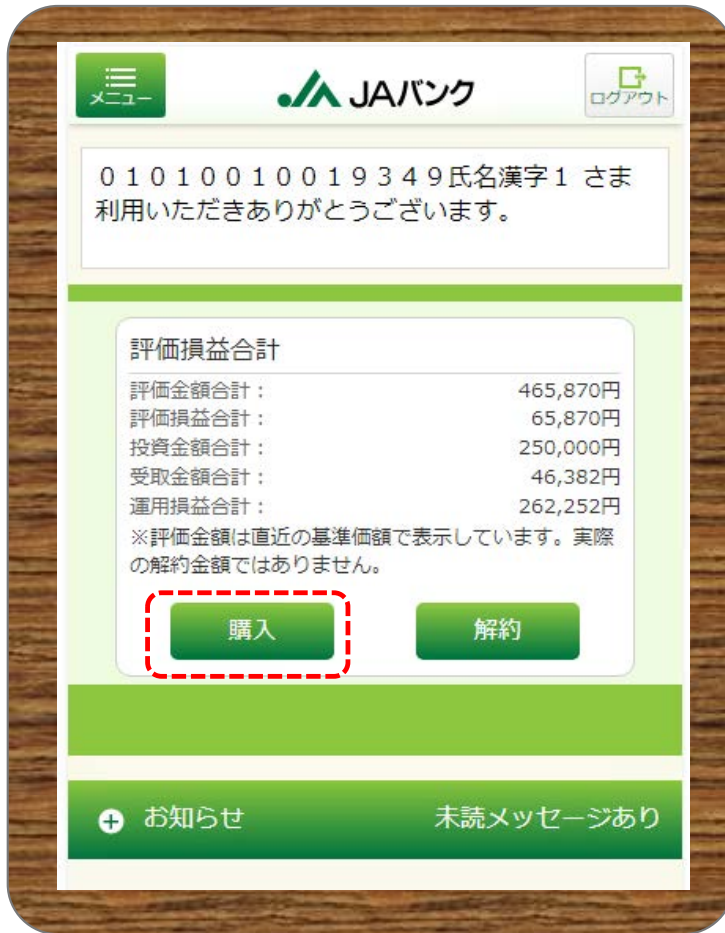 メニュー
JAバンク
ログアウト
０１０１００１００１９３４９氏名漢字１ さま
利用いただきありがとうございます。
評価損益合計
評価金額合計： 465,870円
評価損益合計： 65,870円
投資金額合計： 250,000円
受取金額合計： 46,382円
運用損益合計： 262,252円
※評価金額は直近の基準価額で表示しています。実際
の解約金額ではありません。
購入 解約
お知らせ 未読メッセージあり